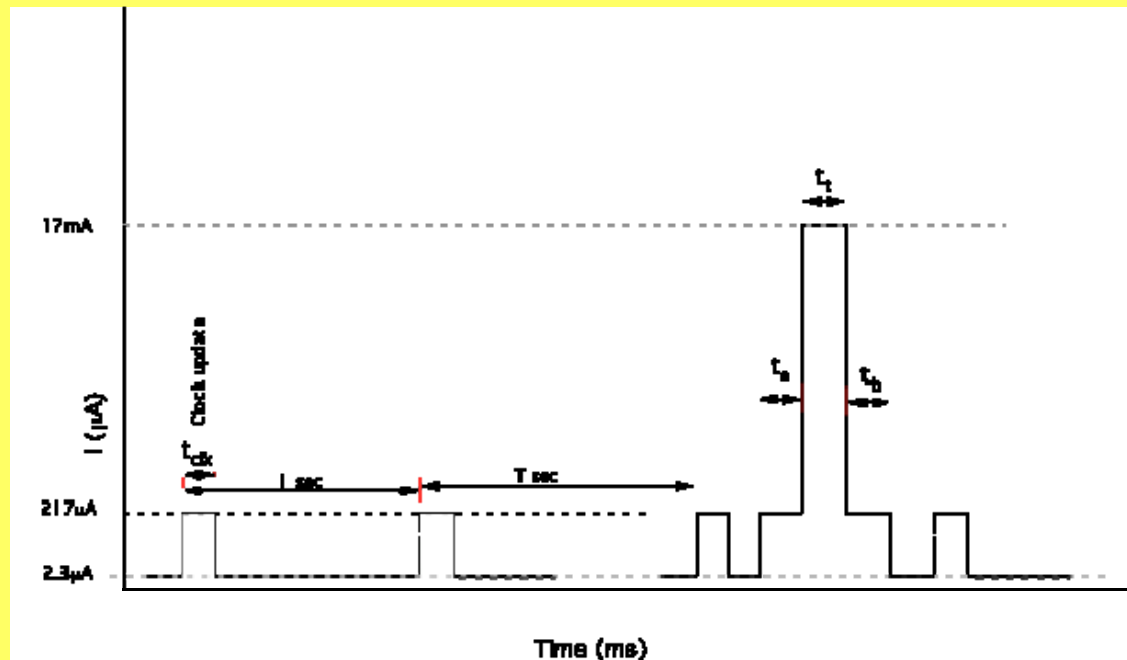 t_t
17mA
Clock update
t_a
t_b
I (μA)
t_clk
1 sec
T sec
217uA
2.3μA
Time (ms)